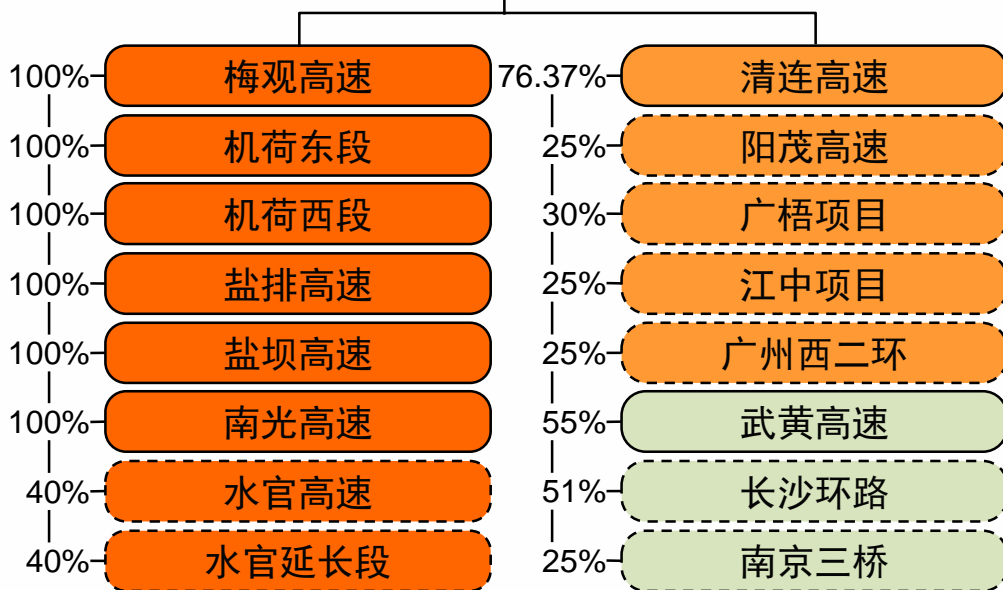 100% 梅观高速
100% 机荷东段
100% 机荷西段
100% 盐排高速
100% 盐坝高速
100% 南光高速
40% 水官高速
40% 水官延长段
76.37% 清连高速
25% 阳茂高速
30% 广梧项目
25% 江中项目
25% 广州西二环
55% 武黄高速
51% 长沙环路
25% 南京三桥